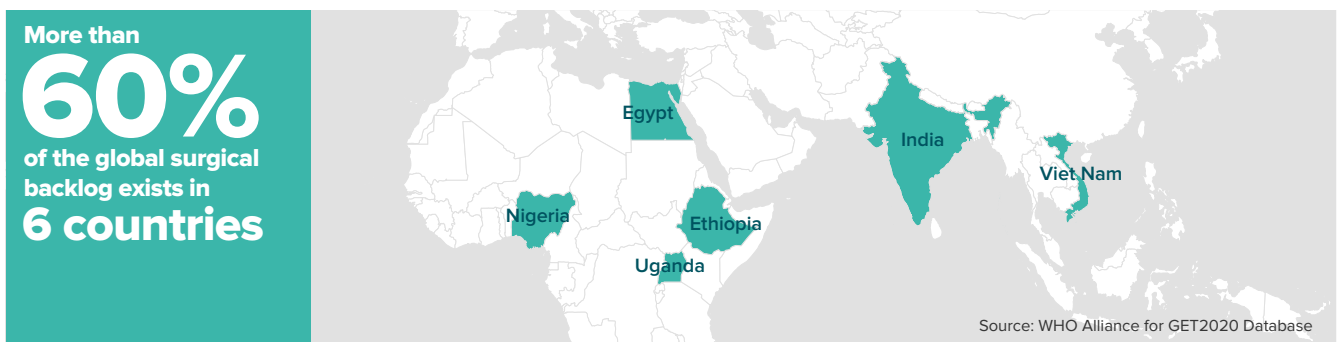 More than
60%
of the global surgical
backlog exists in
6 countries
Egypt
India
Viet Nam
Nigeria
Ethiopia
Uganda
Source: WHO Alliance for GET2020 Database